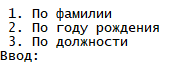 1. По фамилии
2. По году рождения
3. По должности
Ввод: